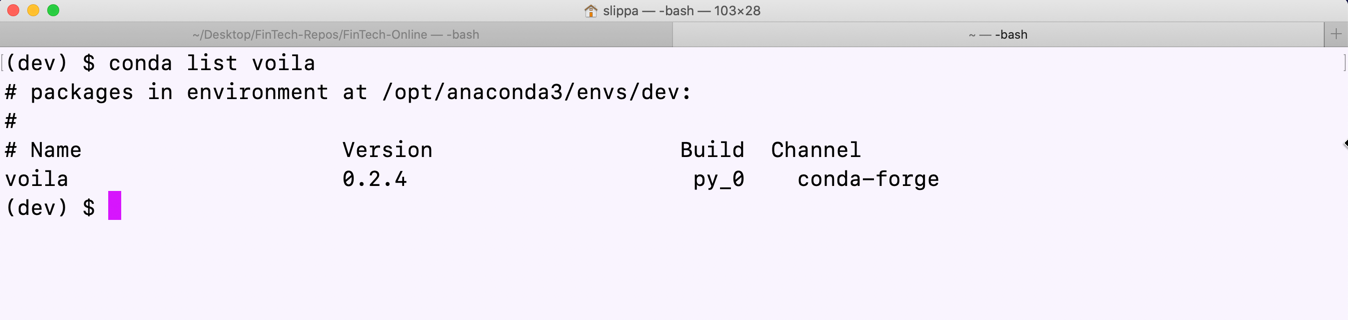 slippa — -bash — 103×28
~/Desktop/FinTech-Repos/FinTech-Online — -bash
~ — -bash
(dev) $ conda list voila
# packages in environment at /opt/anaconda3/envs/dev:
#
# Name                    Version                   Build  Channel
voila                     0.2.4                      py_0    conda-forge
(dev) $